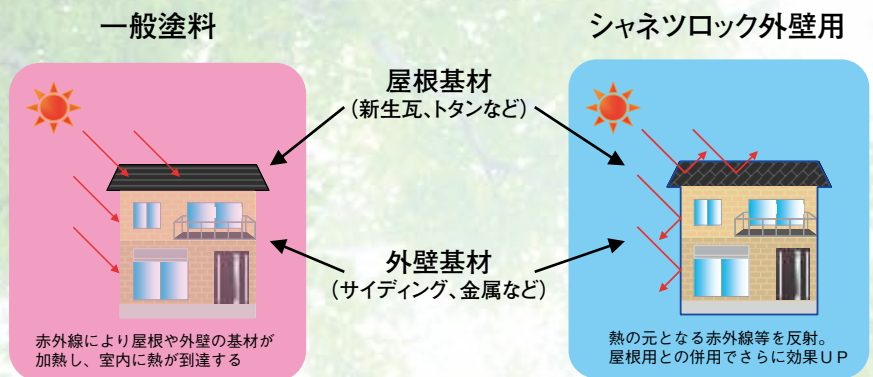 一般塗料
シャネツロック外壁用
屋根基材
（新生瓦、トタンなど）
外壁基材
（サイディング、金属など）
赤外線により屋根や外壁の基材が
加熱し、室内に熱が到達する
熱の元となる赤外線等を反射。
屋根用との併用でさらに効果ＵＰ